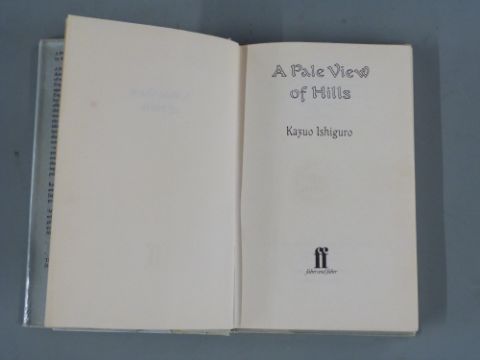 A Pale View
of Hills
Kazuo Ishiguro
ff
faber and faber